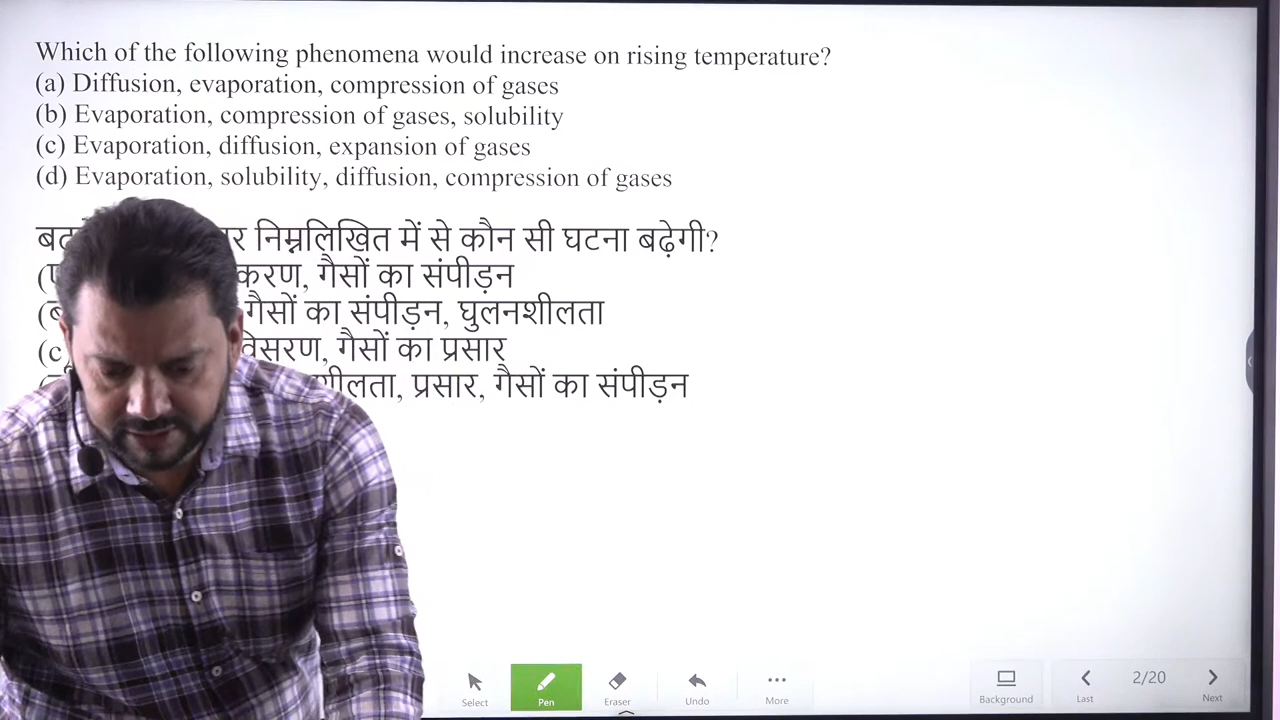 Which of the following phenomena would increase on rising temperature?
(a) Diffusion, evaporation, compression of gases
(b) Evaporation, compression of gases, solubility
(c) Evaporation, diffusion, expansion of gases
(d) Evaporation, solubility, diffusion, compression of gases
निम्नलिखित में से कौन सी घटना बढ़ेगी?
गैसों का संपीड़न
गैसों का संपीड़न, घुलनशीलता
(c) विसरण, गैसों का प्रसार
प्रसार, गैसों का संपीड़न
Select Pen Eraser Undo More Background Last 2/20 Next